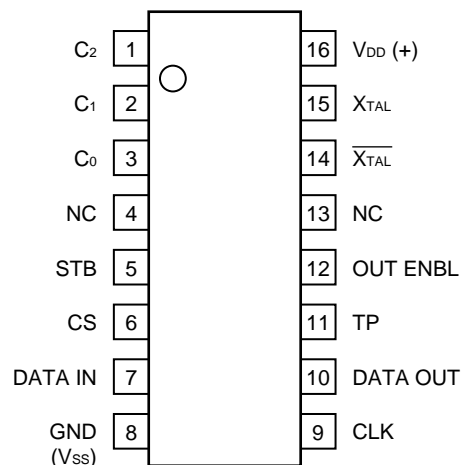 C₂ 1 16 VDD (+)
C₁ 2 15 XTAL
C₀ 3 14 X̅T̅A̅L̅
NC 4 13 NC
STB 5 12 OUT ENBL
CS 6 11 TP
DATA IN 7 10 DATA OUT
GND 8 9 CLK
(VSS)